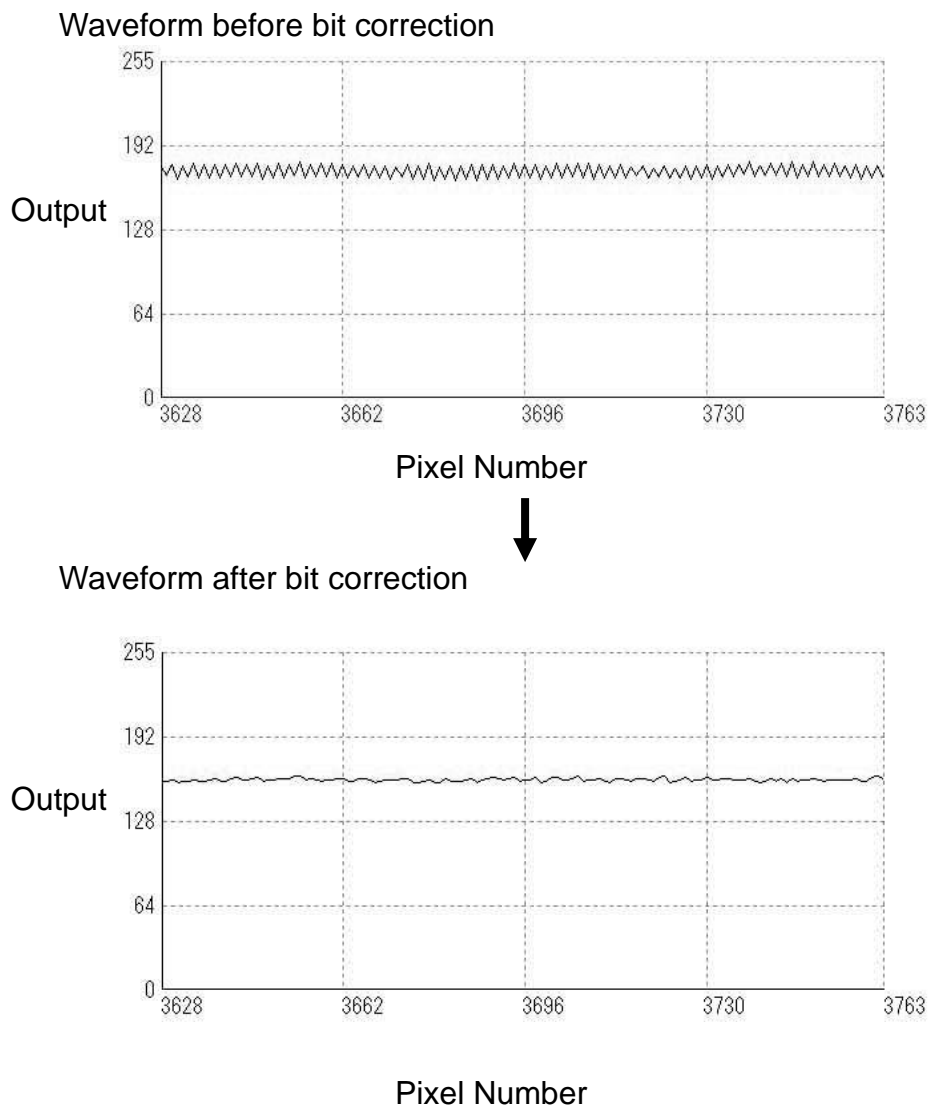 Waveform before bit correction
255
192
Output
128
64
0
3628 3662 3696 3730 3763
Pixel Number
Waveform after bit correction
255
192
Output
128
64
0
3628 3662 3696 3730 3763
Pixel Number